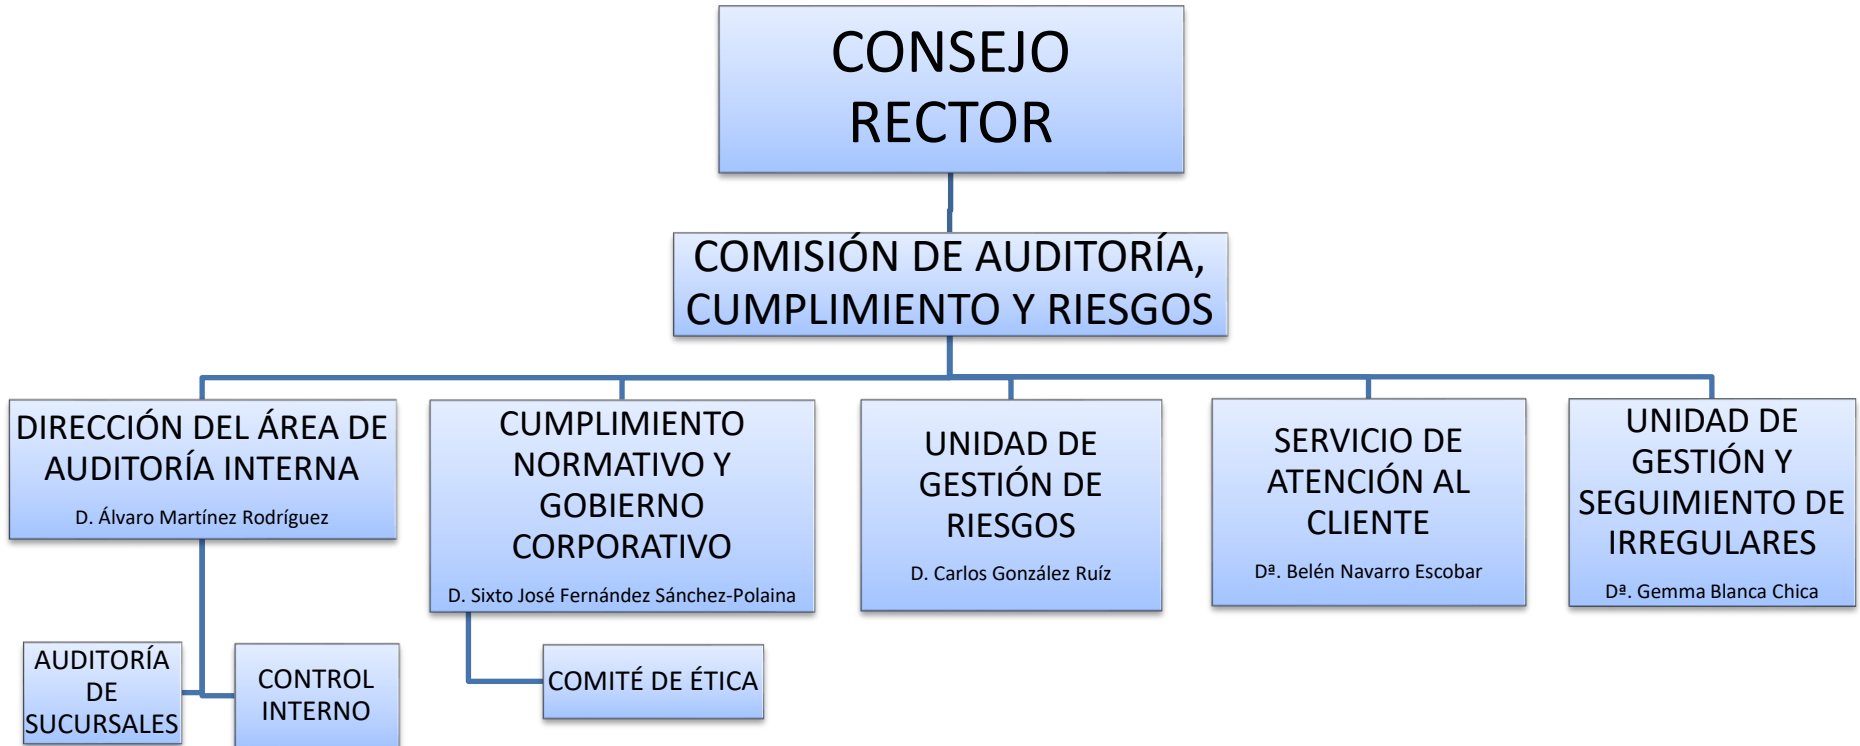 CONSEJO
RECTOR
COMISIÓN DE AUDITORÍA,
CUMPLIMIENTO Y RIESGOS
DIRECCIÓN DEL ÁREA DE
AUDITORÍA INTERNA
D. Álvaro Martínez Rodríguez
CUMPLIMIENTO
NORMATIVO Y
GOBIERNO
CORPORATIVO
D. Sixto José Fernández Sánchez-Polaina
UNIDAD DE
GESTIÓN DE
RIESGOS
D. Carlos González Ruíz
SERVICIO DE
ATENCIÓN AL
CLIENTE
Dª. Belén Navarro Escobar
UNIDAD DE
GESTIÓN Y
SEGUIMIENTO DE
IRREGULARES
Dª. Gemma Blanca Chica
AUDITORÍA
DE
SUCURSALES
CONTROL
INTERNO
COMITÉ DE ÉTICA